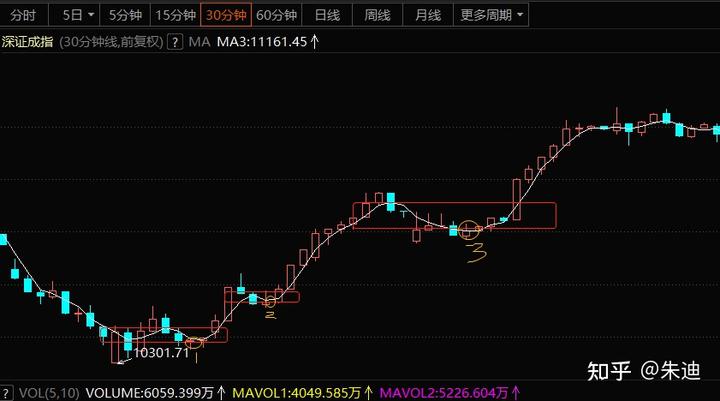 分时 5日 5分钟 15分钟 30分钟 60分钟 日线 周线 月线 更多周期
深证成指 (30分钟线,前复权) ? MA MA3:11161.45↑
3
2
10301.71 1
知乎 @朱迪
? VOL(5,10) VOLUME:6059.399万↑ MAVOL1:4049.585万↑ MAVOL2:5226.604万↑